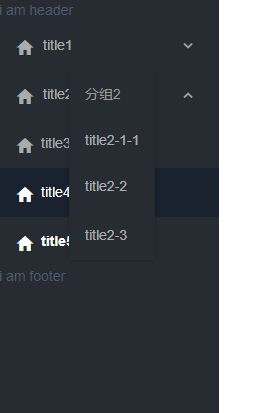 i am header
title1
title2
分组2
title3
title2-1-1
title4
title2-2
title5
title2-3
i am footer